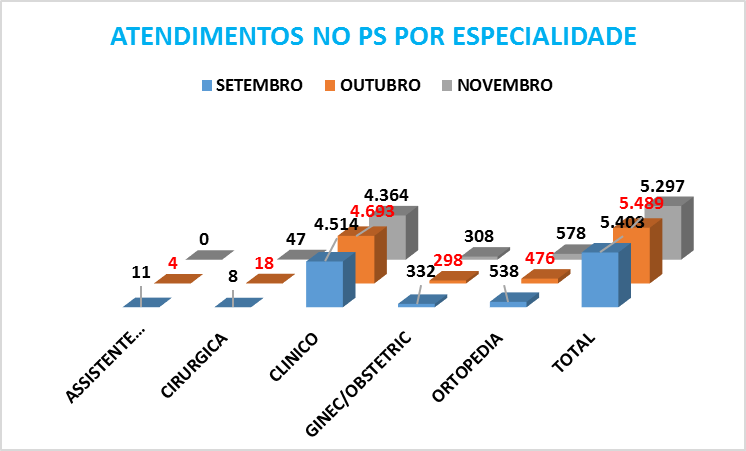 ATENDIMENTOS NO PS POR ESPECIALIDADE
SETEMBRO OUTUBRO NOVEMBRO
11 4 0
8 18 47
4.514 4.693 4.364
332 298 308
538 476 578
5.403 5.489 5.297
ASSISTENTE...
CIRURGICA
CLINICO
GINEC/OBSTETRIC
ORTOPEDIA
TOTAL